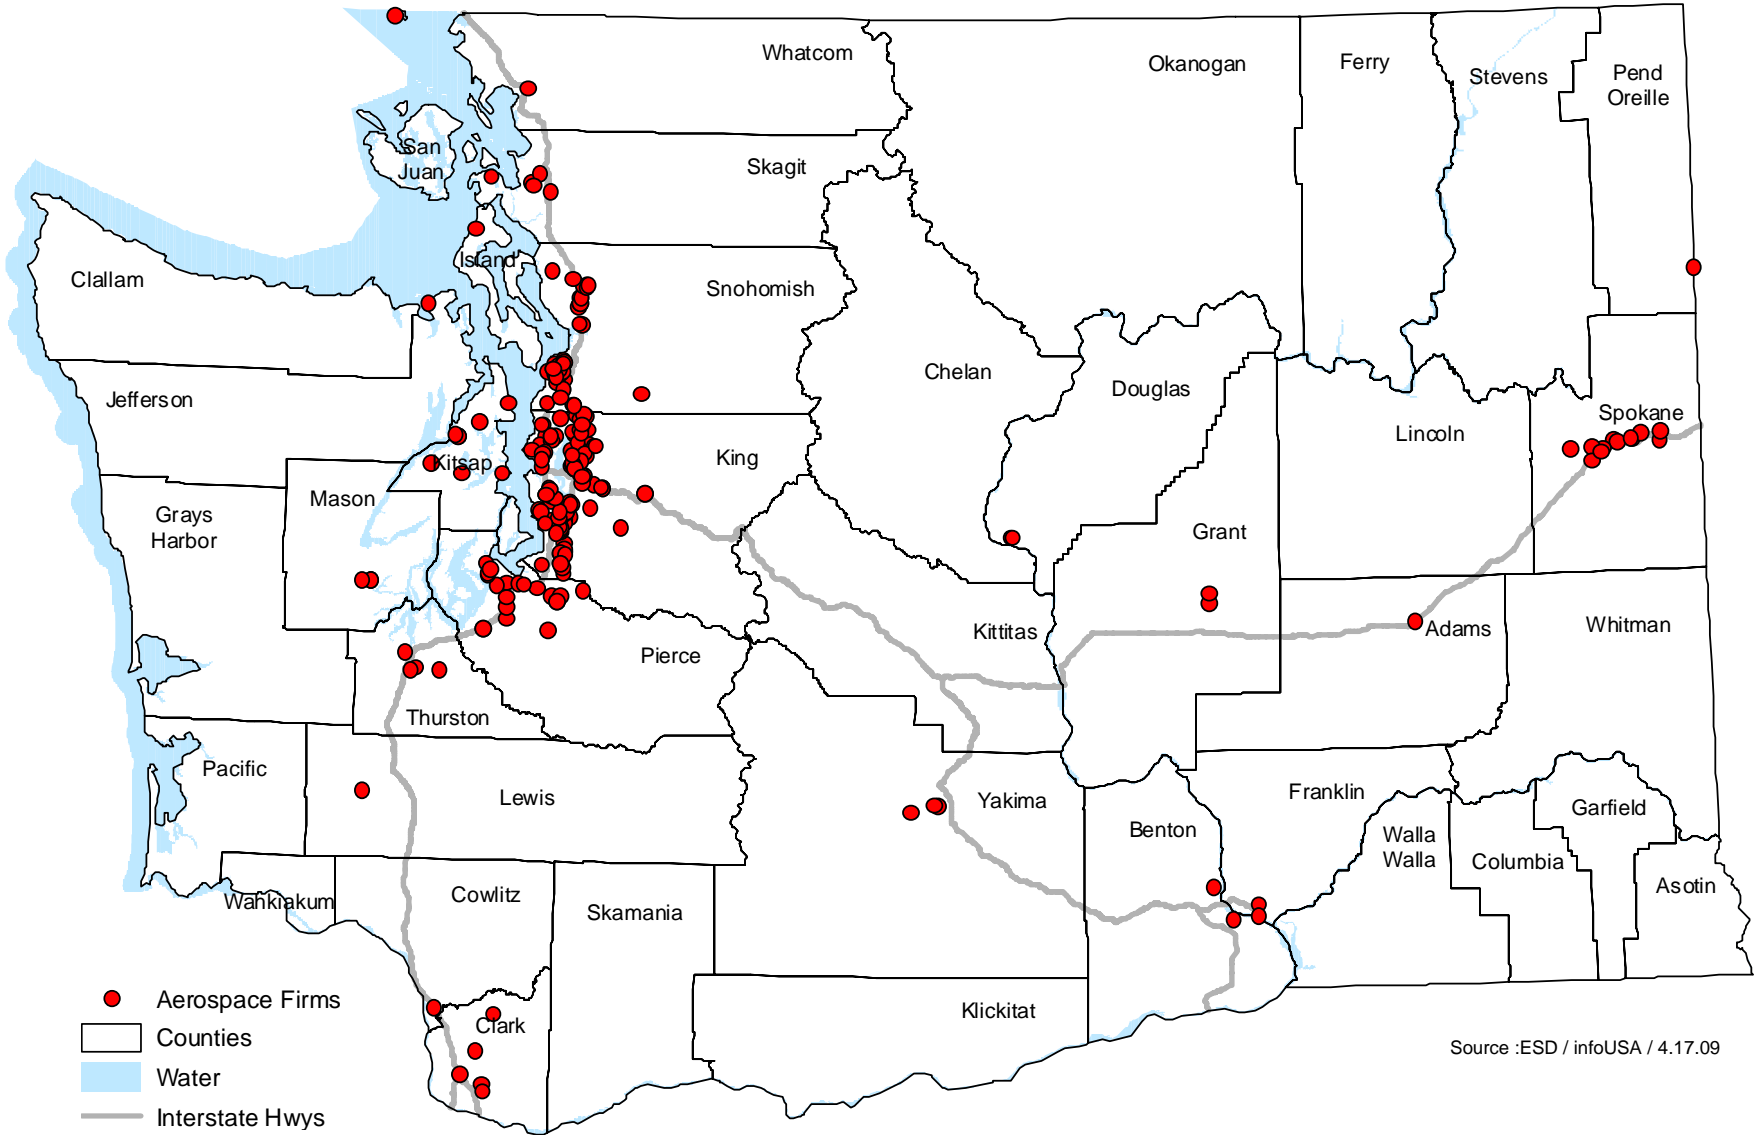 Whatcom
Okanogan
Ferry
Stevens
Pend
Oreille
San
Juan
Skagit
Island
Clallam
Snohomish
Chelan
Douglas
Jefferson
Spokane
Lincoln
Kitsap
King
Mason
Grays
Harbor
Grant
Kittitas
Adams
Whitman
Pierce
Thurston
Pacific
Lewis
Yakima
Franklin
Garfield
Benton
Walla
Walla
Columbia
Asotin
Wahkiakum
Cowlitz
Skamania
Klickitat
Clark
Aerospace Firms
Counties
Water
Interstate Hwys
Source :ESD / infoUSA / 4.17.09